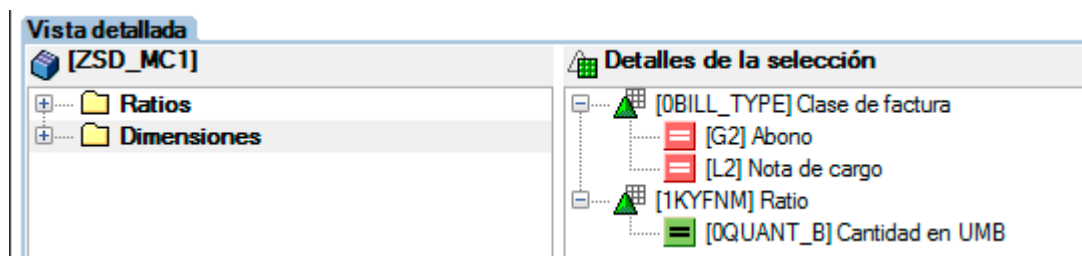 Vista detallada
[ZSD_MC1]
Ratios
Dimensiones
Detalles de la selección
[0BILL_TYPE] Clase de factura
[G2] Abono
[L2] Nota de cargo
[1KYFNM] Ratio
[0QUANT_B] Cantidad en UMB